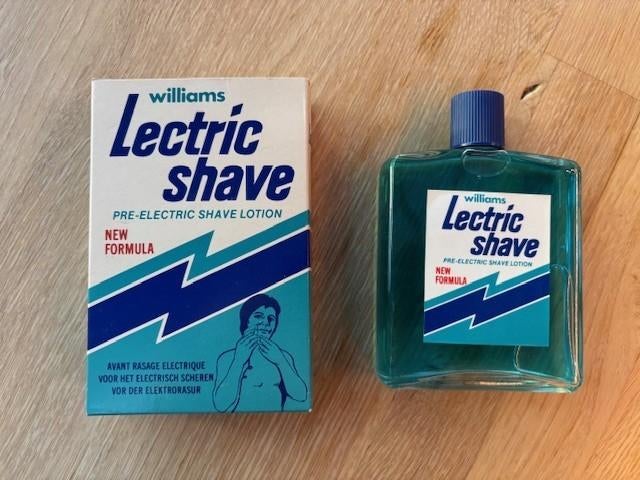 williams
Lectric
shave
PRE-ELECTRIC SHAVE LOTION
NEW
FORMULA
AVANT RASAGE ELECTRIQUE
VOOR HET ELECTRISCH SCHEREN
VOR DER ELEKTRORASUR
williams
Lectric
shave
PRE-ELECTRIC SHAVE LOTION
NEW
FORMULA